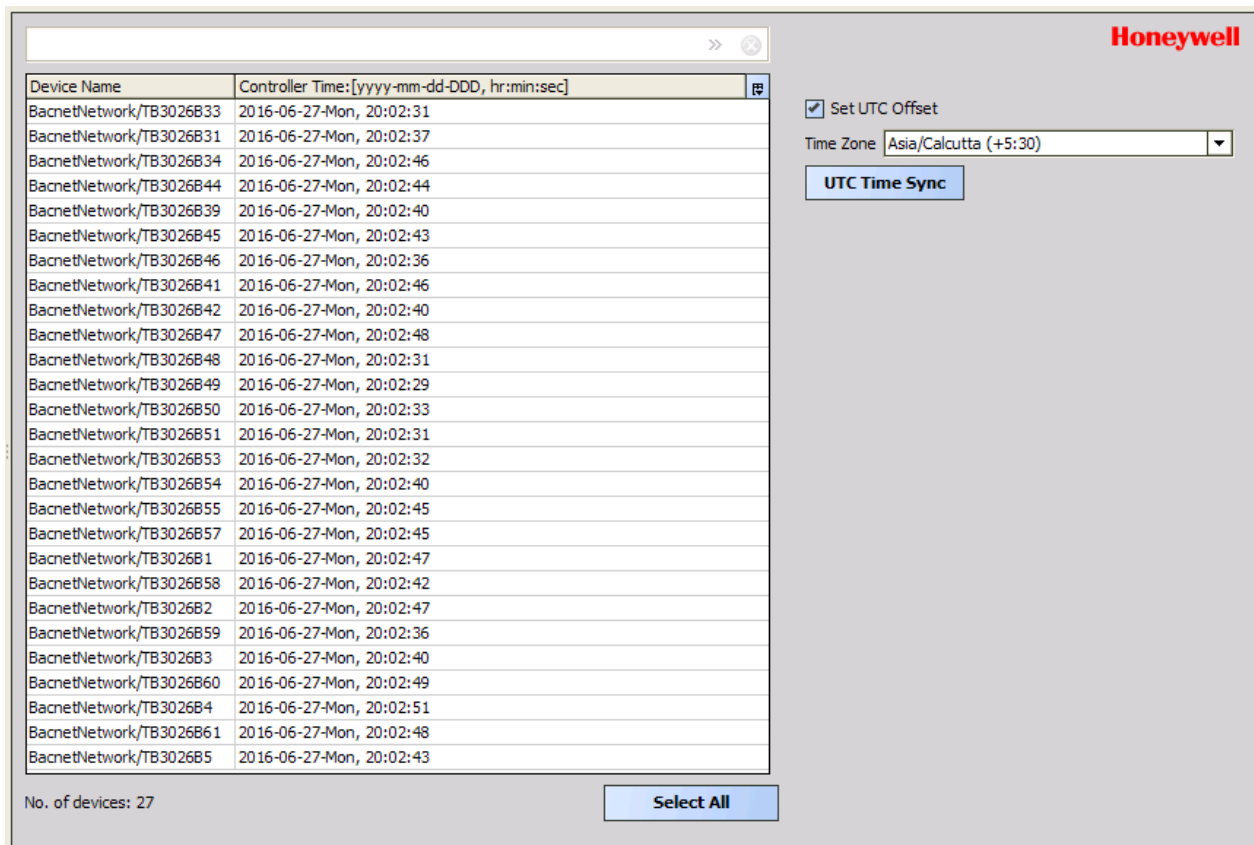 Honeywell
Device Name Controller Time:[yyyy-mm-dd-DDD, hr:min:sec]
BacnetNetwork/TB3026B33 2016-06-27-Mon, 20:02:31
BacnetNetwork/TB3026B31 2016-06-27-Mon, 20:02:37
BacnetNetwork/TB3026B34 2016-06-27-Mon, 20:02:46
BacnetNetwork/TB3026B44 2016-06-27-Mon, 20:02:44
BacnetNetwork/TB3026B39 2016-06-27-Mon, 20:02:40
BacnetNetwork/TB3026B45 2016-06-27-Mon, 20:02:43
BacnetNetwork/TB3026B46 2016-06-27-Mon, 20:02:36
BacnetNetwork/TB3026B41 2016-06-27-Mon, 20:02:46
BacnetNetwork/TB3026B42 2016-06-27-Mon, 20:02:40
BacnetNetwork/TB3026B47 2016-06-27-Mon, 20:02:48
BacnetNetwork/TB3026B48 2016-06-27-Mon, 20:02:31
BacnetNetwork/TB3026B49 2016-06-27-Mon, 20:02:29
BacnetNetwork/TB3026B50 2016-06-27-Mon, 20:02:33
BacnetNetwork/TB3026B51 2016-06-27-Mon, 20:02:31
BacnetNetwork/TB3026B53 2016-06-27-Mon, 20:02:32
BacnetNetwork/TB3026B54 2016-06-27-Mon, 20:02:40
BacnetNetwork/TB3026B55 2016-06-27-Mon, 20:02:45
BacnetNetwork/TB3026B57 2016-06-27-Mon, 20:02:45
BacnetNetwork/TB3026B1 2016-06-27-Mon, 20:02:47
BacnetNetwork/TB3026B58 2016-06-27-Mon, 20:02:42
BacnetNetwork/TB3026B2 2016-06-27-Mon, 20:02:47
BacnetNetwork/TB3026B59 2016-06-27-Mon, 20:02:36
BacnetNetwork/TB3026B3 2016-06-27-Mon, 20:02:40
BacnetNetwork/TB3026B60 2016-06-27-Mon, 20:02:49
BacnetNetwork/TB3026B4 2016-06-27-Mon, 20:02:51
BacnetNetwork/TB3026B61 2016-06-27-Mon, 20:02:48
BacnetNetwork/TB3026B5 2016-06-27-Mon, 20:02:43
No. of devices: 27
Select All
Set UTC Offset
Time Zone Asia/Calcutta (+5:30)
UTC Time Sync